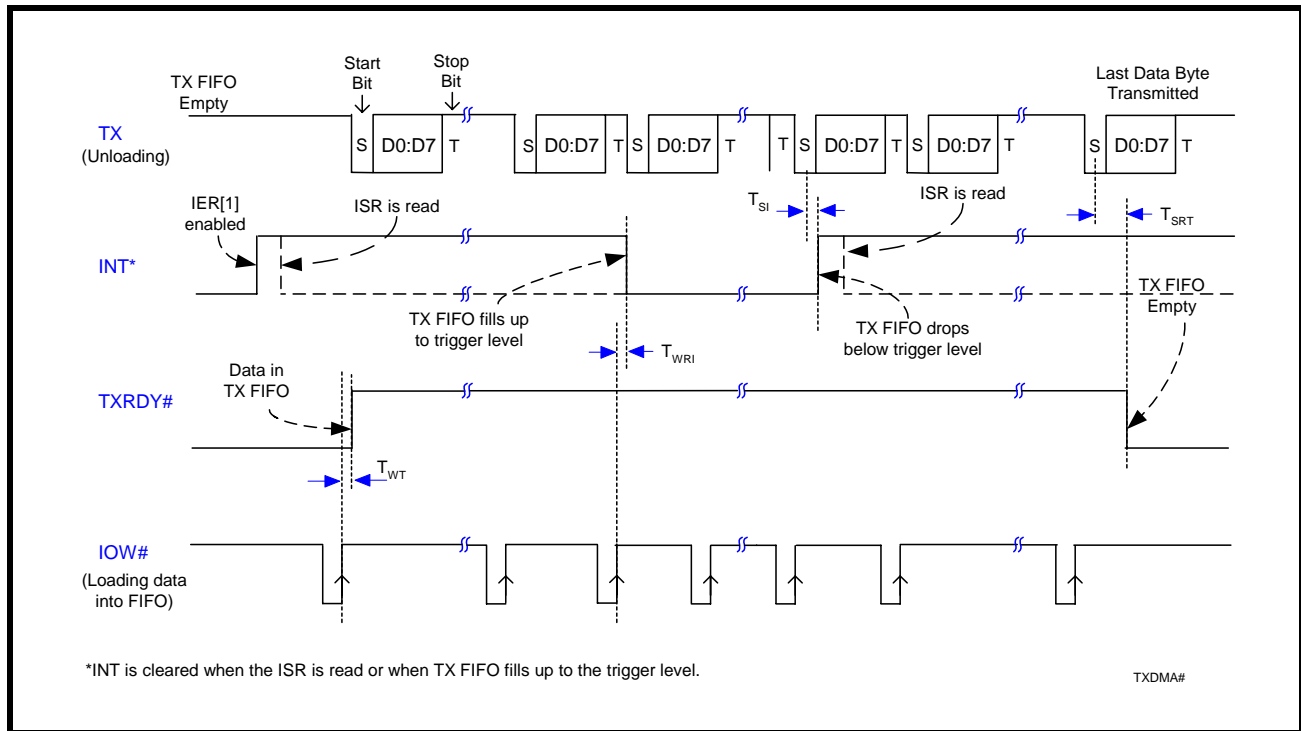 TX FIFO
Empty
Start
Bit
Stop
Bit
Last Data Byte
Transmitted
TX
(Unloading)
S D0:D7 T S D0:D7 T S D0:D7 T T S D0:D7 T S D0:D7 T S D0:D7 T
IER[1]
enabled
ISR is read
TSI
ISR is read
TSRT
INT*
TX FIFO fills up
to trigger level
TX FIFO drops
below trigger level
TX FIFO
Empty
TWRI
Data in
TX FIFO
TXRDY#
TWT
IOW#
(Loading data
into FIFO)
*INT is cleared when the ISR is read or when TX FIFO fills up to the trigger level.
TXDMA#